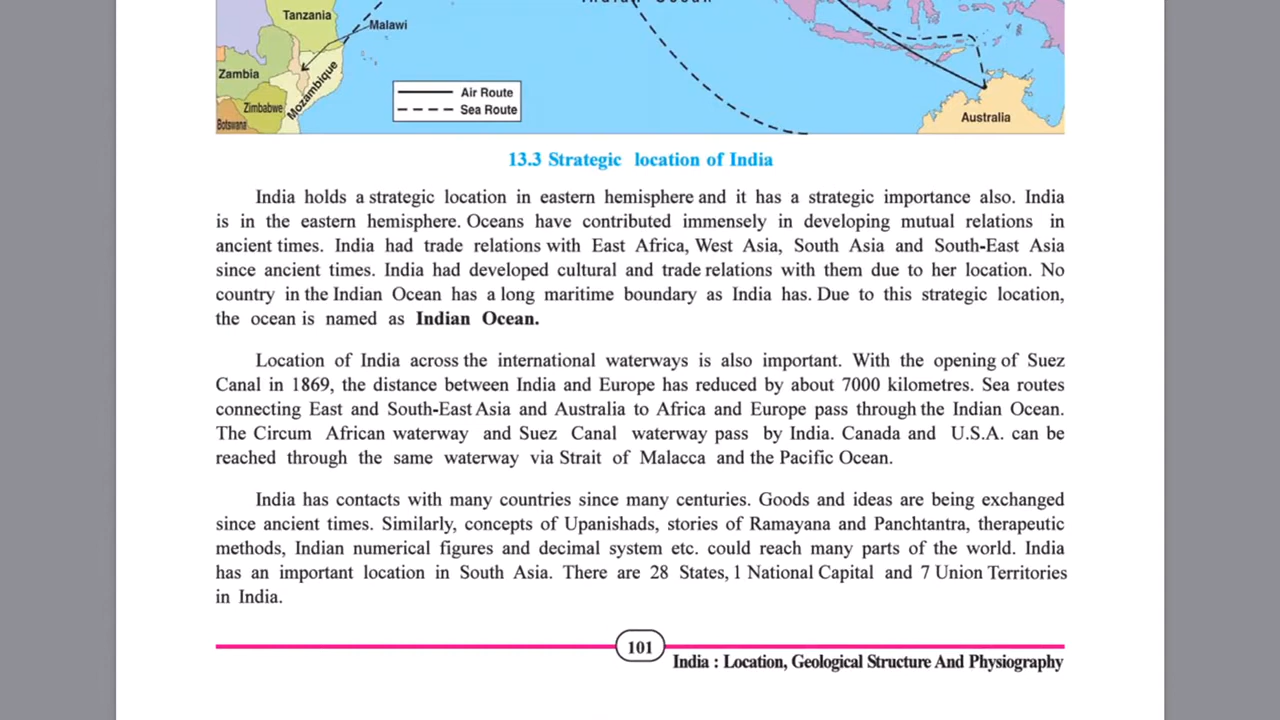 Indian Ocean
Tanzania
Malawi
Zambia
Mozambique
Zimbabwe
Botswana
Air Route
Sea Route
Australia
13.3 Strategic location of India
India holds a strategic location in eastern hemisphere and it has a strategic importance also. India
is in the eastern hemisphere. Oceans have contributed immensely in developing mutual relations in
ancient times. India had trade relations with East Africa, West Asia, South Asia and South-East Asia
since ancient times. India had developed cultural and trade relations with them due to her location. No
country in the Indian Ocean has a long maritime boundary as India has. Due to this strategic location,
the ocean is named as Indian Ocean.
Location of India across the international waterways is also important. With the opening of Suez
Canal in 1869, the distance between India and Europe has reduced by about 7000 kilometres. Sea routes
connecting East and South-East Asia and Australia to Africa and Europe pass through the Indian Ocean.
The Circum African waterway and Suez Canal waterway pass by India. Canada and U.S.A. can be
reached through the same waterway via Strait of Malacca and the Pacific Ocean.
India has contacts with many countries since many centuries. Goods and ideas are being exchanged
since ancient times. Similarly, concepts of Upanishads, stories of Ramayana and Panchtantra, therapeutic
methods, Indian numerical figures and decimal system etc. could reach many parts of the world. India
has an important location in South Asia. There are 28 States, 1 National Capital and 7 Union Territories
in India.
101
India : Location, Geological Structure And Physiography